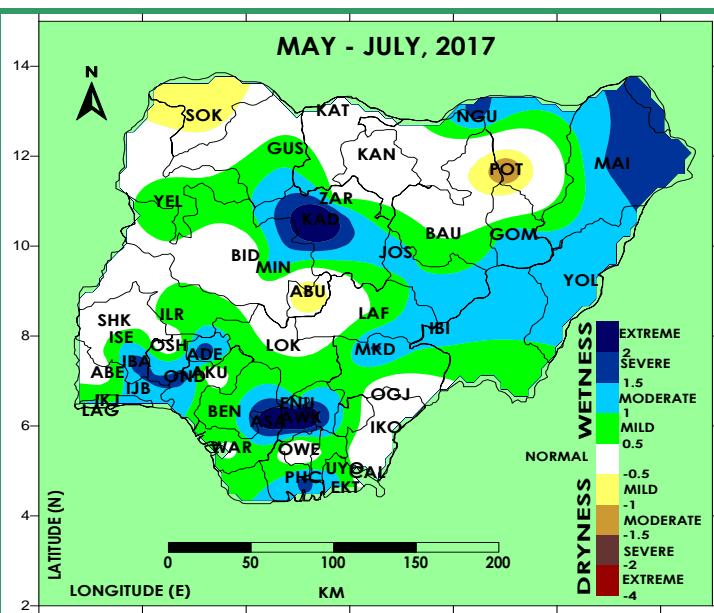 MAY - JULY, 2017
14
N
SOK
KAT
NGU
GUS
KAN
12
POT
MAI
YEL
ZAR
KAD
BAU
GOM
10
BID
JOS
MIN
YOL
ABU
LAF
SHK
ILR
IBI
EXTREME
8
ISE
OSH
LOK
MKD
2
IBA
ADE
SEVERE
ABE
OND
AKU
1.5
IJB
OGJ
MODERATE
IKJ
ENU
1
LAG
BEN
ASA
AWK
MILD
6
IKO
0.5
WAR
OWE
NORMAL
UYO
CAL
-0.5
PHC
EKT
MILD
4
-1
MODERATE
-1.5
SEVERE
-2
EXTREME
-4
WETNESS
DRYNESS
LATITUDE (N)
0 50 100 150 200
LONGITUDE (E)
KM
2